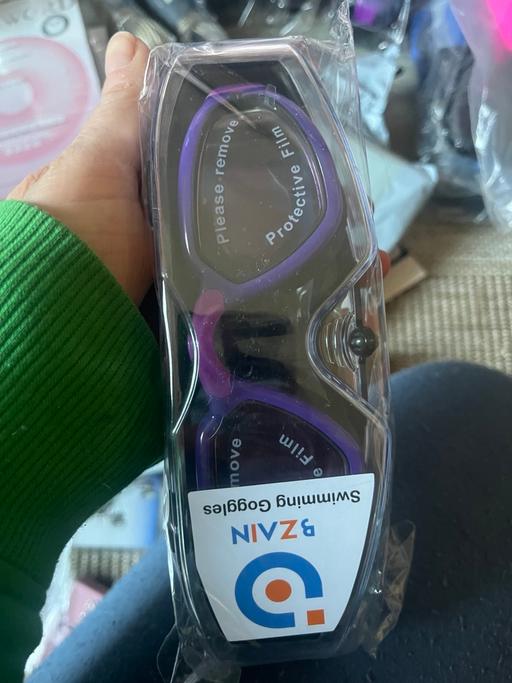 Please remove
Protective Film
move
e Film
Swimming Goggles
BZAIN